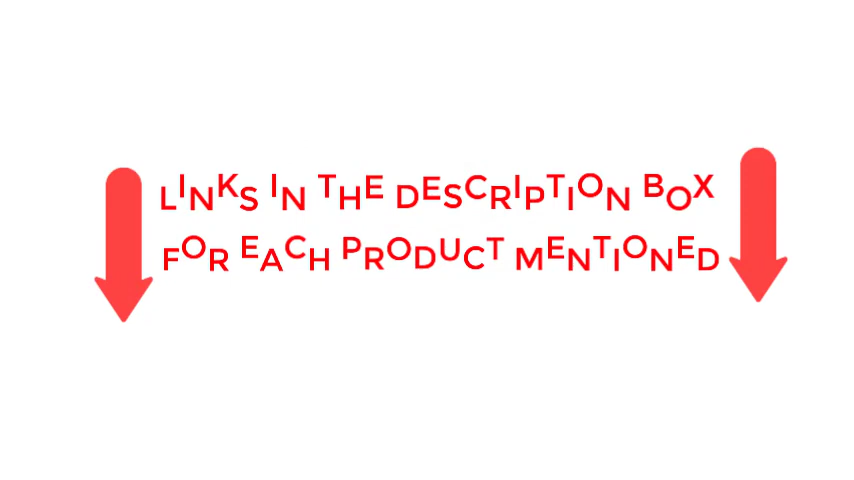 LINKS IN THE DESCRIPTION BOX
FOR EACH PRODUCT MENTIONED